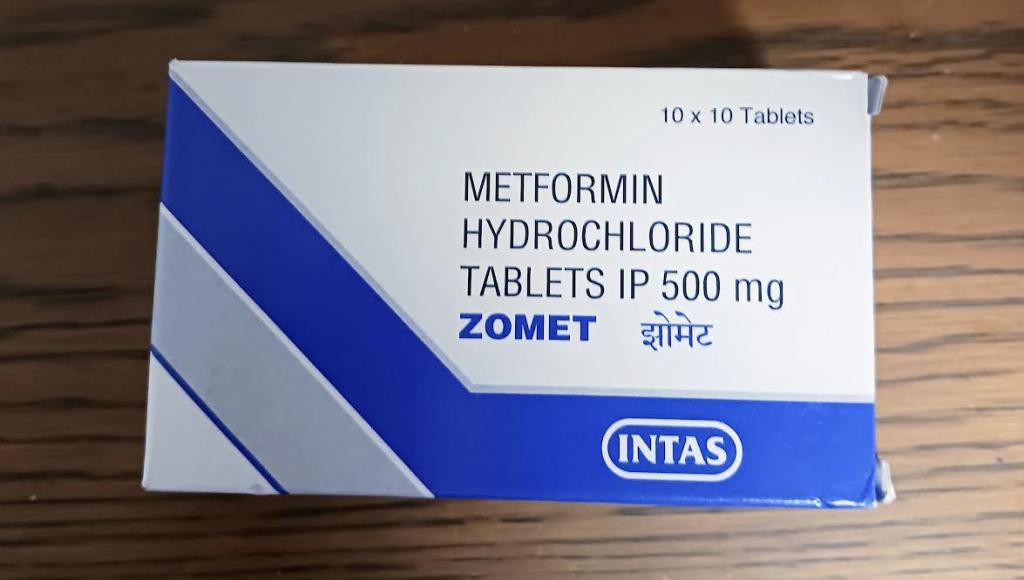 10 x 10 Tablets
METFORMIN
HYDROCHLORIDE
TABLETS IP 500 mg
ZOMET झोमेट
INTAS